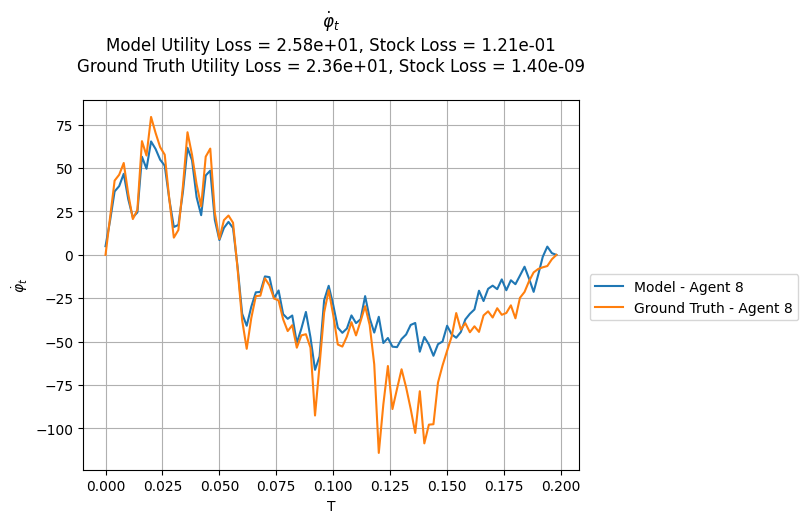 φ̇ₜ
Model Utility Loss = 2.58e+01, Stock Loss = 1.21e-01
Ground Truth Utility Loss = 2.36e+01, Stock Loss = 1.40e-09
75
50
25
0
−25
−50
−75
−100
φ̇ₜ
0.000 0.025 0.050 0.075 0.100 0.125 0.150 0.175 0.200
T
Model - Agent 8
Ground Truth - Agent 8